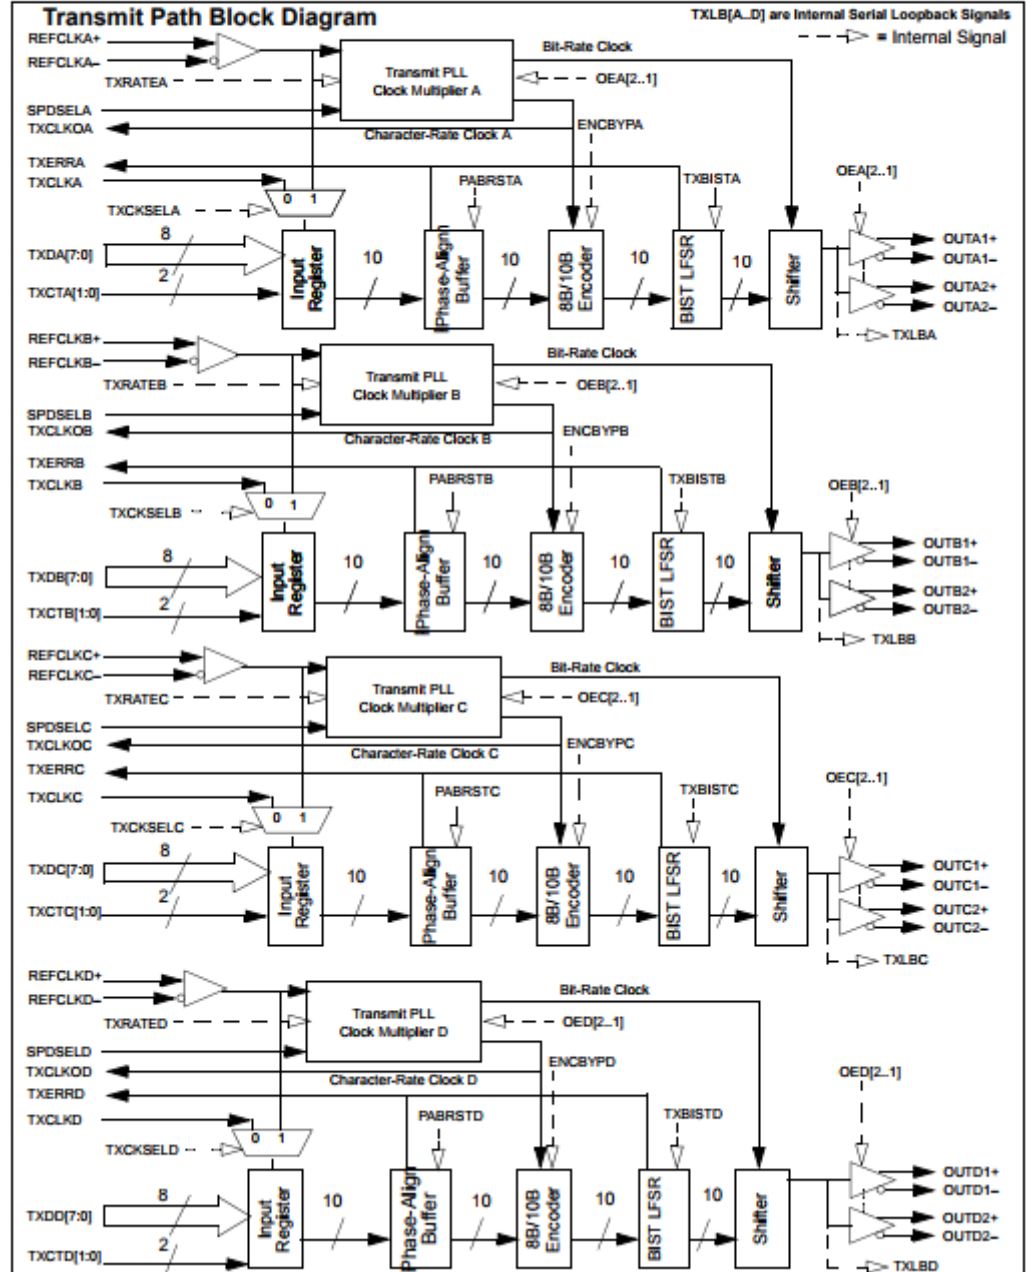 Transmit Path Block Diagram
TXLB[A..D] are Internal Serial Loopback Signals
= Internal Signal
REFCLKA+
REFCLKA–
TXRATEA
SPDSELA
TXCLKOA
Transmit PLL
Clock Multiplier A
Bit-Rate Clock
OEA[2..1]
Character-Rate Clock A
ENCBYPA
TXERRA
TXCLKA
PABRSTA
TXBISTA
OEA[2..1]
TXCKSELA
0 1
8
TXDA[7:0]
2
TXCTA[1:0]
Input
Register
10
Phase-Align
Buffer
10
8B/10B
Encoder
10
BIST LFSR
10
Shifter
OUTA1+
OUTA1–
OUTA2+
OUTA2–
TXLBA
REFCLKB+
REFCLKB–
TXRATEB
SPDSELB
TXCLKOB
Transmit PLL
Clock Multiplier B
Bit-Rate Clock
OEB[2..1]
Character-Rate Clock B
ENCBYPB
TXERRB
TXCLKB
PABRSTB
TXBISTB
OEB[2..1]
TXCKSELB
0 1
8
TXDB[7:0]
2
TXCTB[1:0]
Input
Register
10
Phase-Align
Buffer
10
8B/10B
Encoder
10
BIST LFSR
10
Shifter
OUTB1+
OUTB1–
OUTB2+
OUTB2–
TXLBB
REFCLKC+
REFCLKC–
TXRATEC
SPDSELC
TXCLKOC
Transmit PLL
Clock Multiplier C
Bit-Rate Clock
OEC[2..1]
Character-Rate Clock C
ENCBYPC
TXERRC
TXCLKC
PABRSTC
TXBISTC
OEC[2..1]
TXCKSELC
0 1
8
TXDC[7:0]
2
TXCTC[1:0]
Input
Register
10
Phase-Align
Buffer
10
8B/10B
Encoder
10
BIST LFSR
10
Shifter
OUTC1+
OUTC1–
OUTC2+
OUTC2–
TXLBC
REFCLKD+
REFCLKD–
TXRATED
SPDSELD
TXCLKOD
Transmit PLL
Clock Multiplier D
Bit-Rate Clock
OED[2..1]
Character-Rate Clock D
ENCBYPD
TXERRD
TXCLKD
PABRSTD
TXBISTD
OED[2..1]
TXCKSELD
0 1
8
TXDD[7:0]
2
TXCTD[1:0]
Input
Register
10
Phase-Align
Buffer
10
8B/10B
Encoder
10
BIST LFSR
10
Shifter
OUTD1+
OUTD1–
OUTD2+
OUTD2–
TXLBD